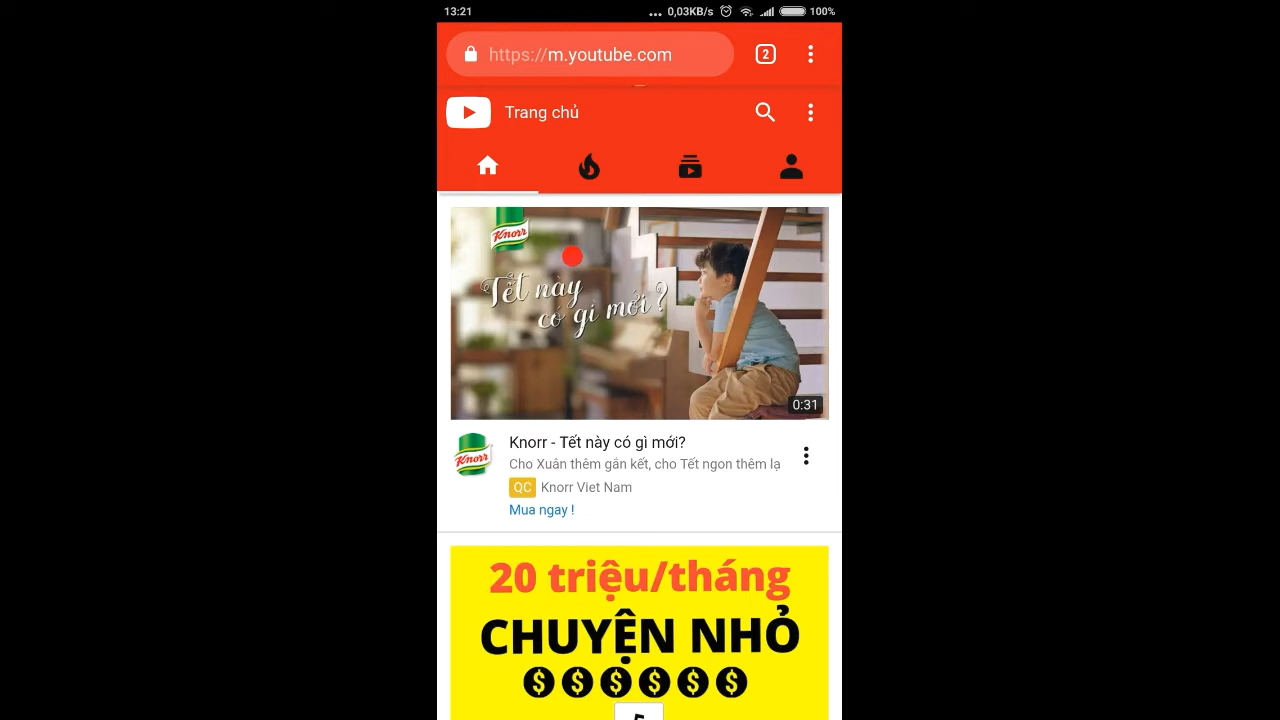 13:21
... 0,03KB/s 100%
https://m.youtube.com
2
Trang chủ
Knorr
Tết này
có gì mới?
0:31
Knorr
Knorr - Tết này có gì mới?
Cho Xuân thêm gắn kết, cho Tết ngon thêm lạ
QC Knorr Viet Nam
Mua ngay !
20 triệu/tháng
CHUYỆN NHỎ
$ $ $ $ $ $